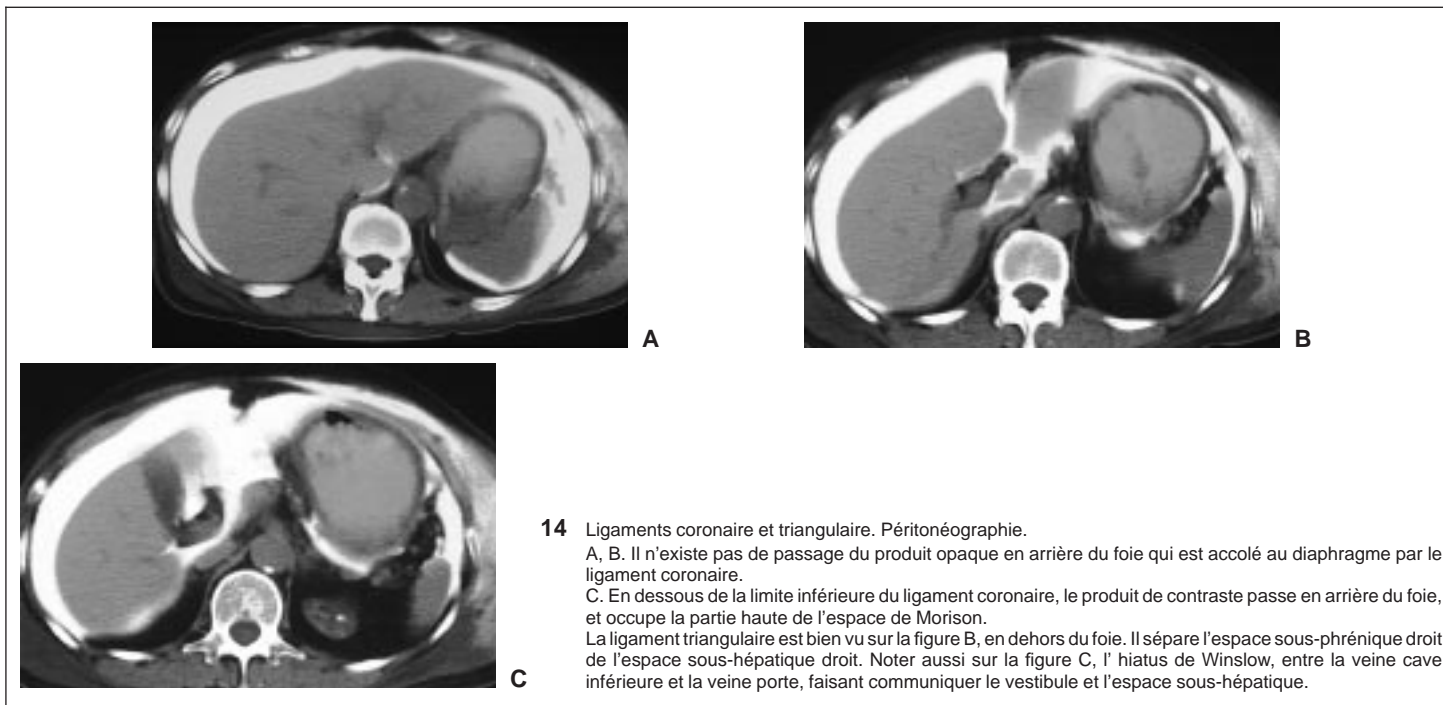 A
B
C
14 Ligaments coronaire et triangulaire. Péritonéographie.
A, B. Il n’existe pas de passage du produit opaque en arrière du foie qui est accolé au diaphragme par le
ligament coronaire.
C. En dessous de la limite inférieure du ligament coronaire, le produit de contraste passe en arrière du foie,
et occupe la partie haute de l’espace de Morison.
La ligament triangulaire est bien vu sur la figure B, en dehors du foie. Il sépare l’espace sous-phrénique droit
de l’espace sous-hépatique droit. Noter aussi sur la figure C, l’ hiatus de Winslow, entre la veine cave
inférieure et la veine porte, faisant communiquer le vestibule et l’espace sous-hépatique.